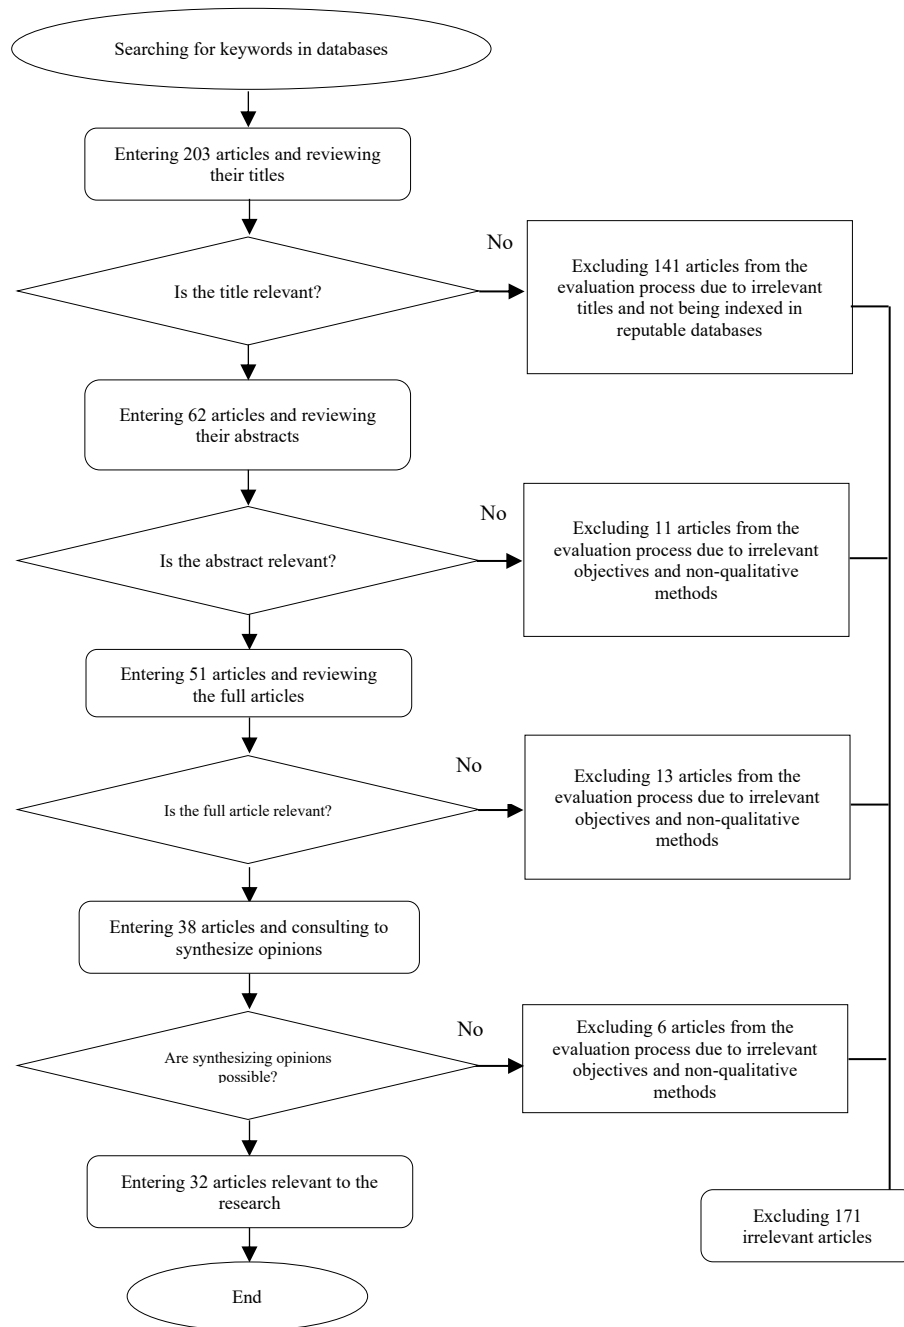 Searching for keywords in databases
Entering 203 articles and reviewing
their titles
No
Is the title relevant?
Excluding 141 articles from the
evaluation process due to irrelevant
titles and not being indexed in
reputable databases
Entering 62 articles and reviewing
their abstracts
No
Is the abstract relevant?
Excluding 11 articles from the
evaluation process due to irrelevant
objectives and non-qualitative
methods
Entering 51 articles and reviewing
the full articles
No
Is the full article relevant?
Excluding 13 articles from the
evaluation process due to irrelevant
objectives and non-qualitative
methods
Entering 38 articles and consulting to
synthesize opinions
No
Are synthesizing opinions
possible?
Excluding 6 articles from the
evaluation process due to irrelevant
objectives and non-qualitative
methods
Entering 32 articles relevant to the
research
Excluding 171
irrelevant articles
End